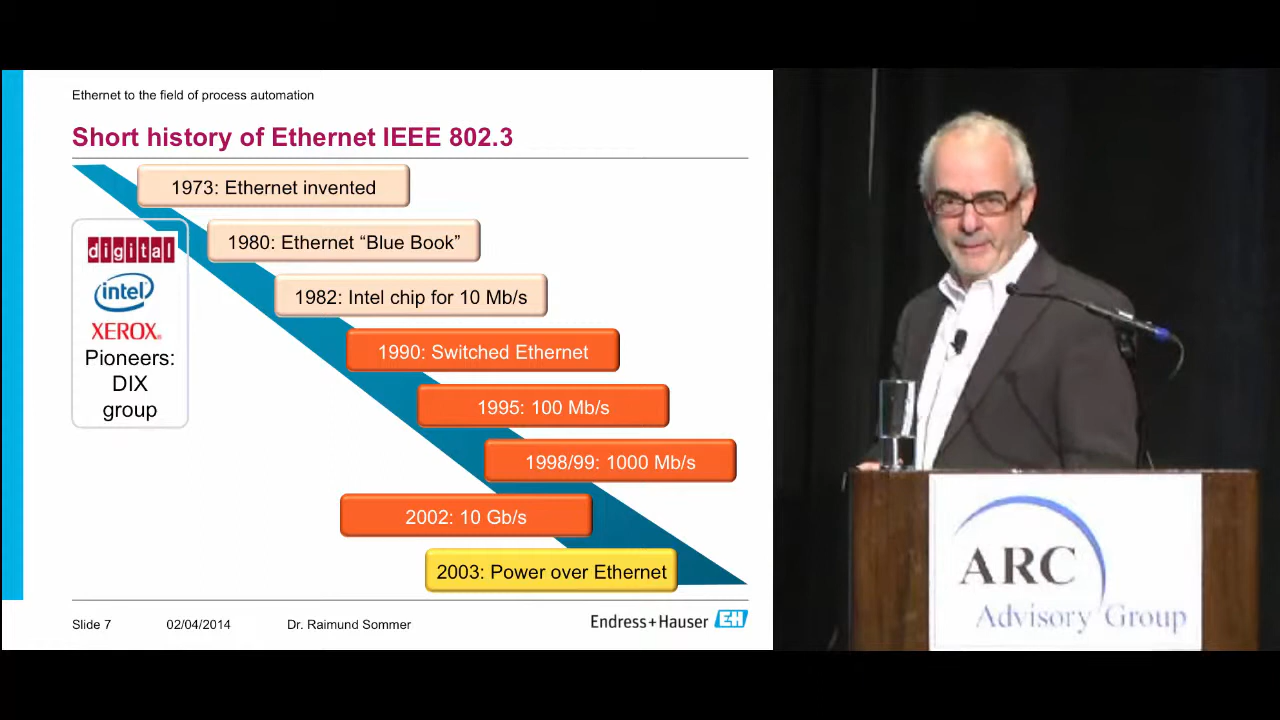 Ethernet to the field of process automation
Short history of Ethernet IEEE 802.3
1973: Ethernet invented
1980: Ethernet “Blue Book”
1982: Intel chip for 10 Mb/s
1990: Switched Ethernet
1995: 100 Mb/s
1998/99: 1000 Mb/s
2002: 10 Gb/s
2003: Power over Ethernet
digital
intel
XEROX®
Pioneers:
DIX
group
Slide 7 02/04/2014 Dr. Raimund Sommer
Endress+Hauser EH
ARC
Advisory Group